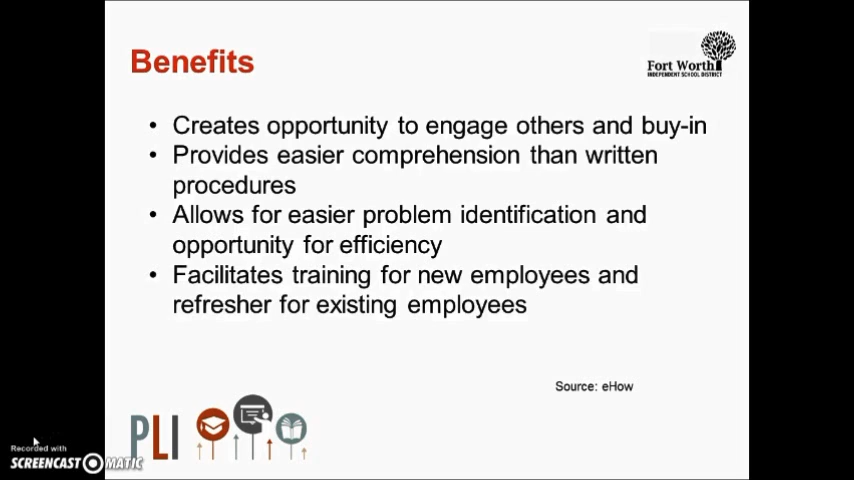 Benefits
Fort Worth
INDEPENDENT SCHOOL DISTRICT
• Creates opportunity to engage others and buy-in
• Provides easier comprehension than written
procedures
• Allows for easier problem identification and
opportunity for efficiency
• Facilitates training for new employees and
refresher for existing employees
Source: eHow
PLI
Recorded with
SCREENCAST MATIC